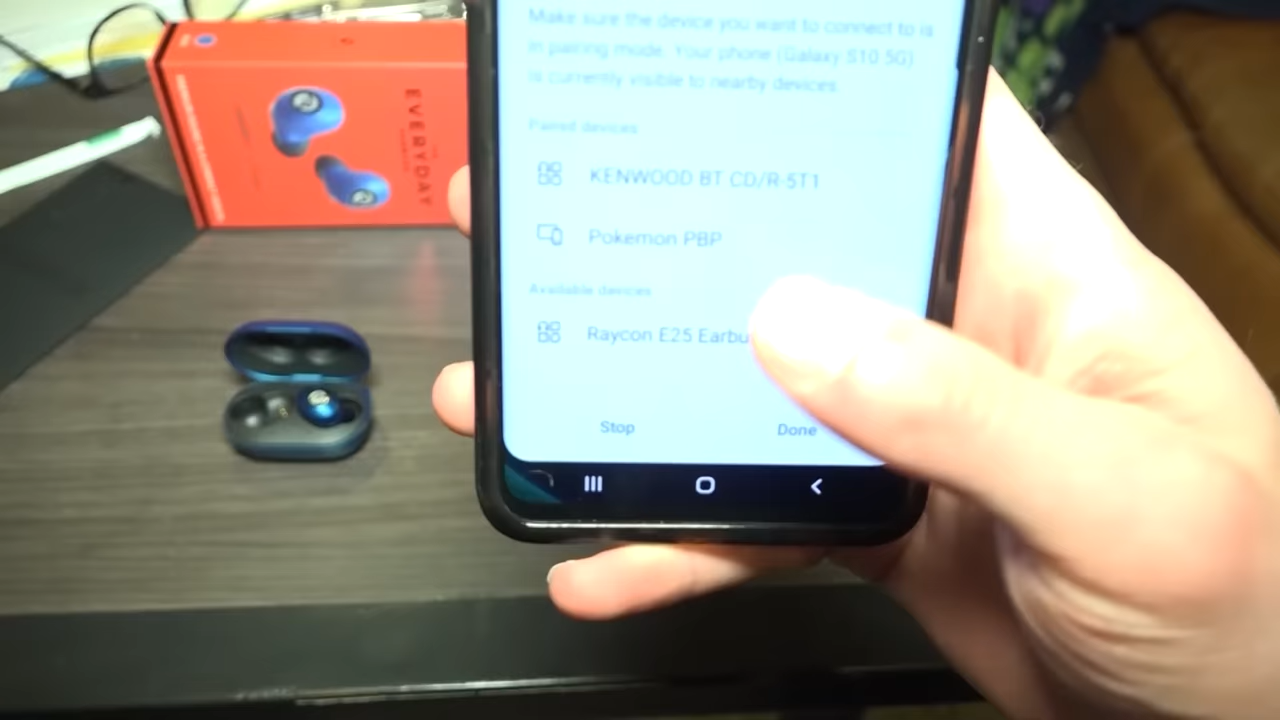 Make sure the device you want to connect to is
in pairing mode. Your phone (Galaxy S10 5G)
is currently visible to nearby devices.
Paired devices
KENWOOD BT CD/R-5T1
Pokemon PBP
Available devices
Raycon E25 Earbu
Stop
Done
EVERYDAY